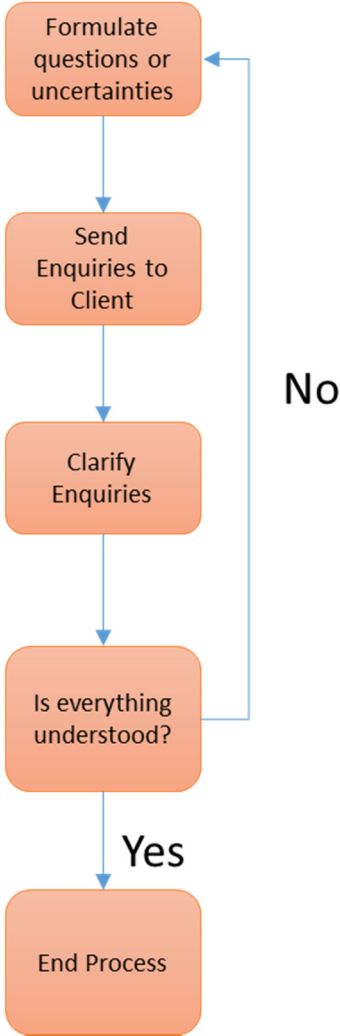 Formulate
questions or
uncertainties
Send
Enquiries to
Client
No
Clarify
Enquiries
Is everything
understood?
Yes
End Process